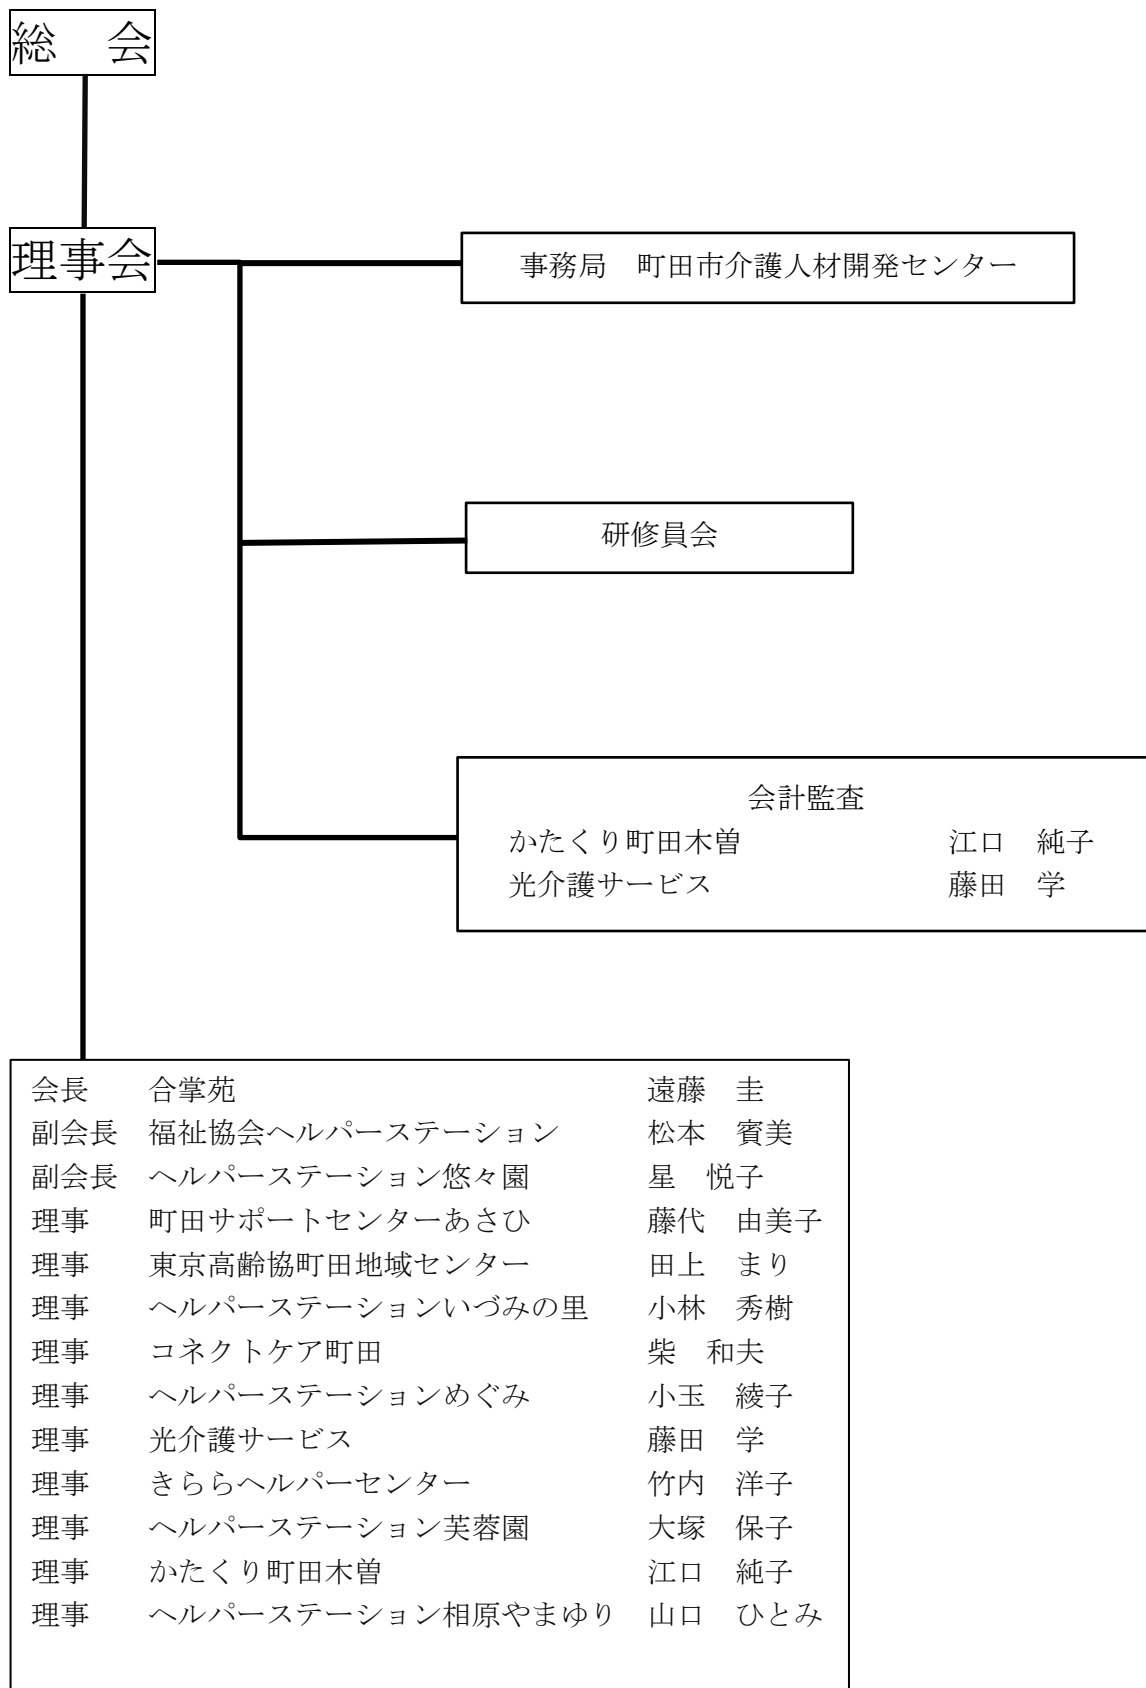 総　会
理事会
事務局　町田市介護人材開発センター
研修員会
会計監査
かたくり町田木曽　江口　純子
光介護サービス　藤田　学
会長　合掌苑　遠藤　圭
副会長　福祉協会ヘルパーステーション　松本　賓美
副会長　ヘルパーステーション悠々園　星　悦子
理事　町田サポートセンターあさひ　藤代　由美子
理事　東京高齢協町田地域センター　田上　まり
理事　ヘルパーステーションいづみの里　小林　秀樹
理事　コネクトケア町田　柴　和夫
理事　ヘルパーステーションめぐみ　小玉　綾子
理事　光介護サービス　藤田　学
理事　きららヘルパーセンター　竹内　洋子
理事　ヘルパーステーション芙蓉園　大塚　保子
理事　かたくり町田木曽　江口　純子
理事　ヘルパーステーション相原やまゆり　山口　ひとみ